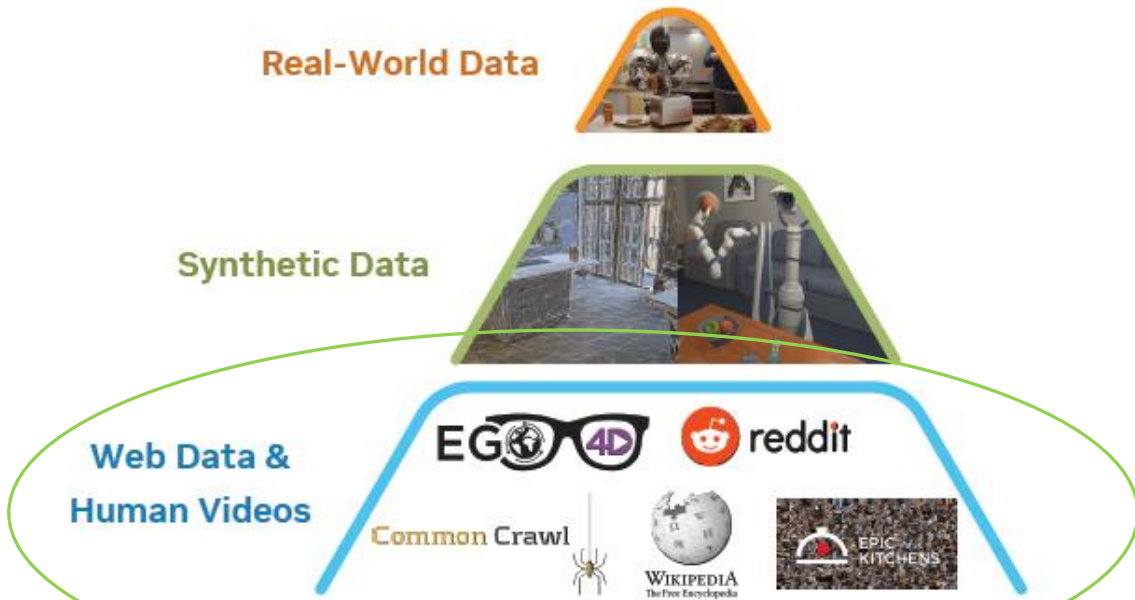 Real-World Data
Synthetic Data
Web Data &
Human Videos
EGO 4D
reddit
Common Crawl
WIKIPEDIA
The Free Encyclopedia
EPIC
KITCHENS